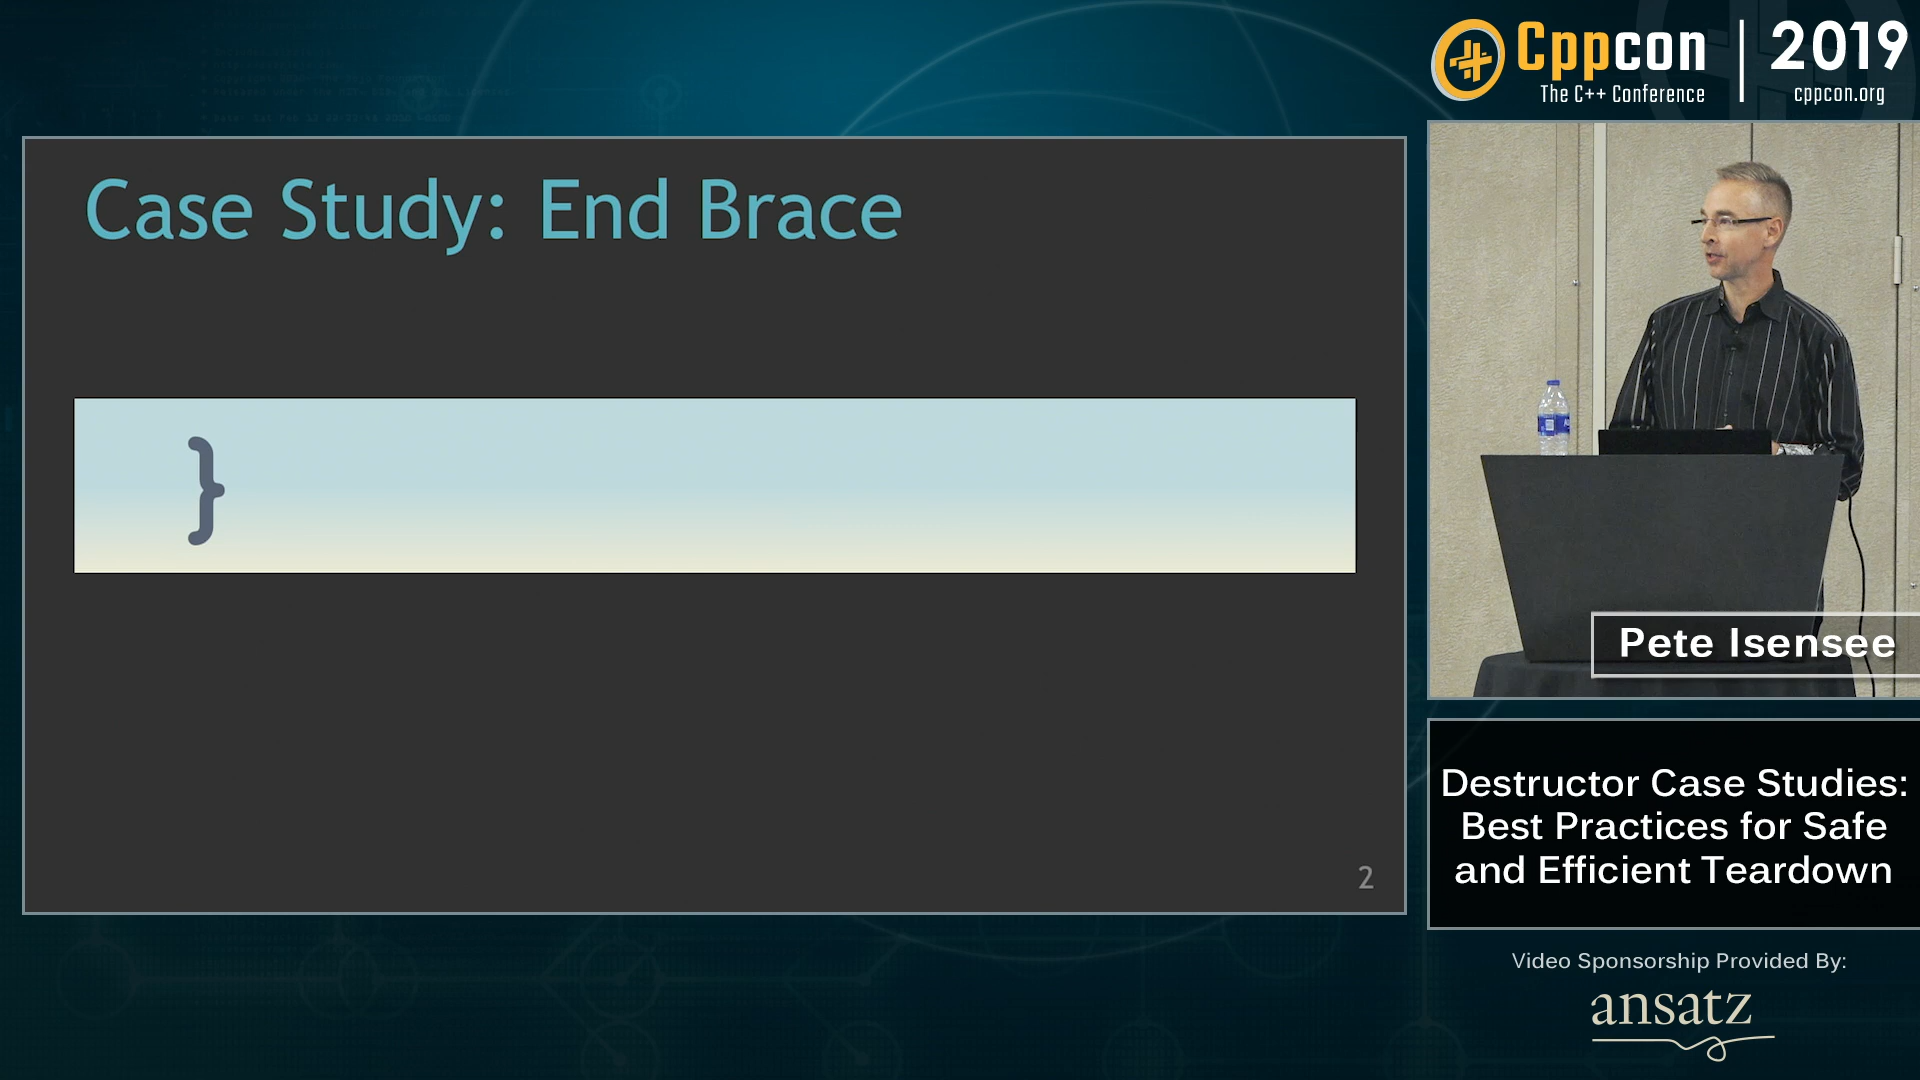 Cppcon | 2019
The C++ Conference
cppcon.org
Case Study: End Brace
}
2
Pete Isensee
Destructor Case Studies:
Best Practices for Safe
and Efficient Teardown
Video Sponsorship Provided By:
ansatz